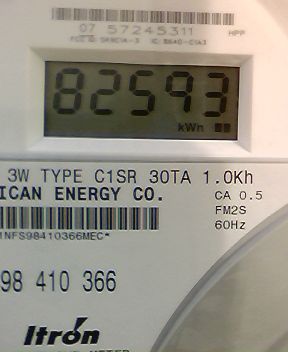 07 57245311
HPP
82593
kWh
3W TYPE C1SR 30TA 1.0Kh
ICAN ENERGY CO.
CA 0.5
FM2S
60Hz
1NFS98410366MEC*
98 410 366
Itrón